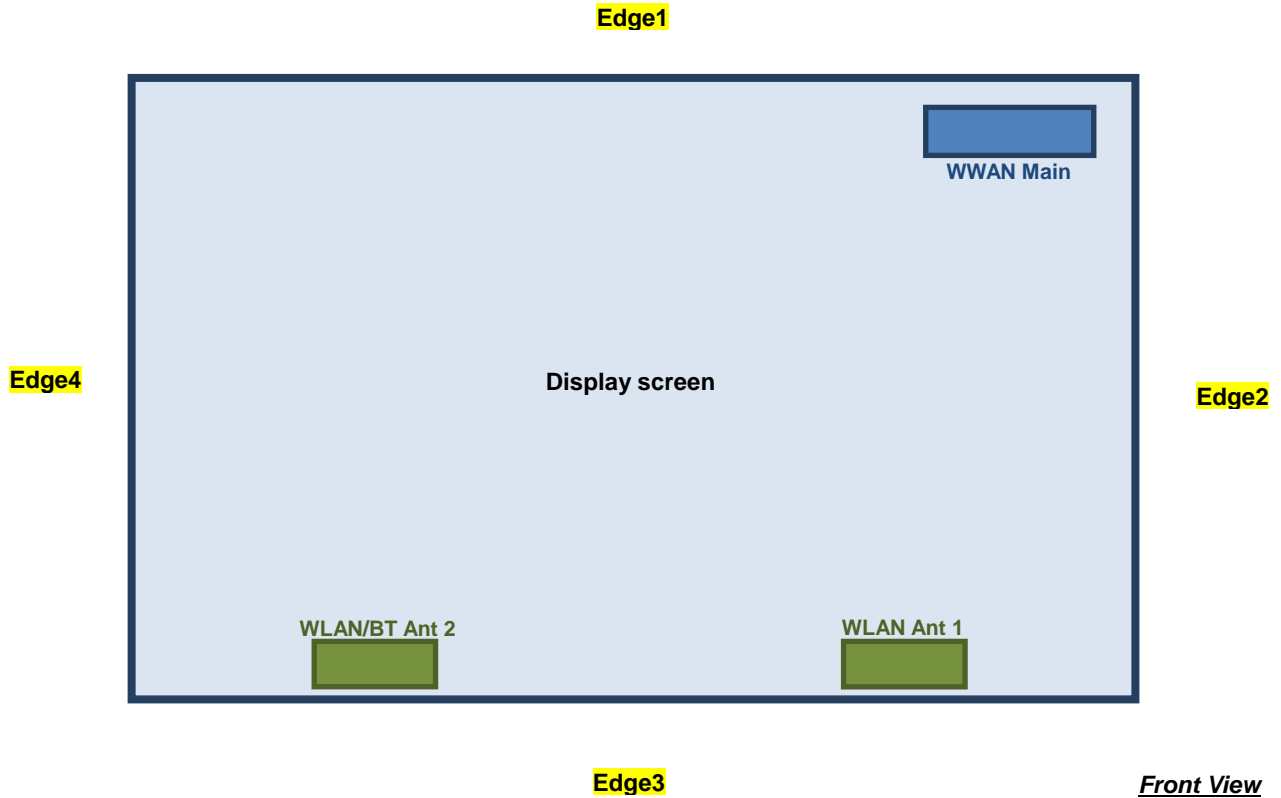 Edge1
WWAN Main
Edge4
Display screen
Edge2
WLAN/BT Ant 2
WLAN Ant 1
Edge3
Front View